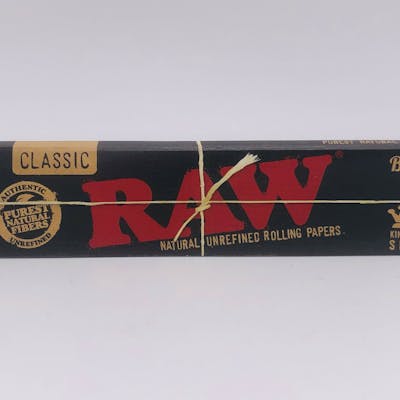 CLASSIC
PUREST NATURAL
AUTHENTIC
PUREST
NATURAL
FIBERS
UNREFINED
RAW
NATURAL UNREFINED ROLLING PAPERS